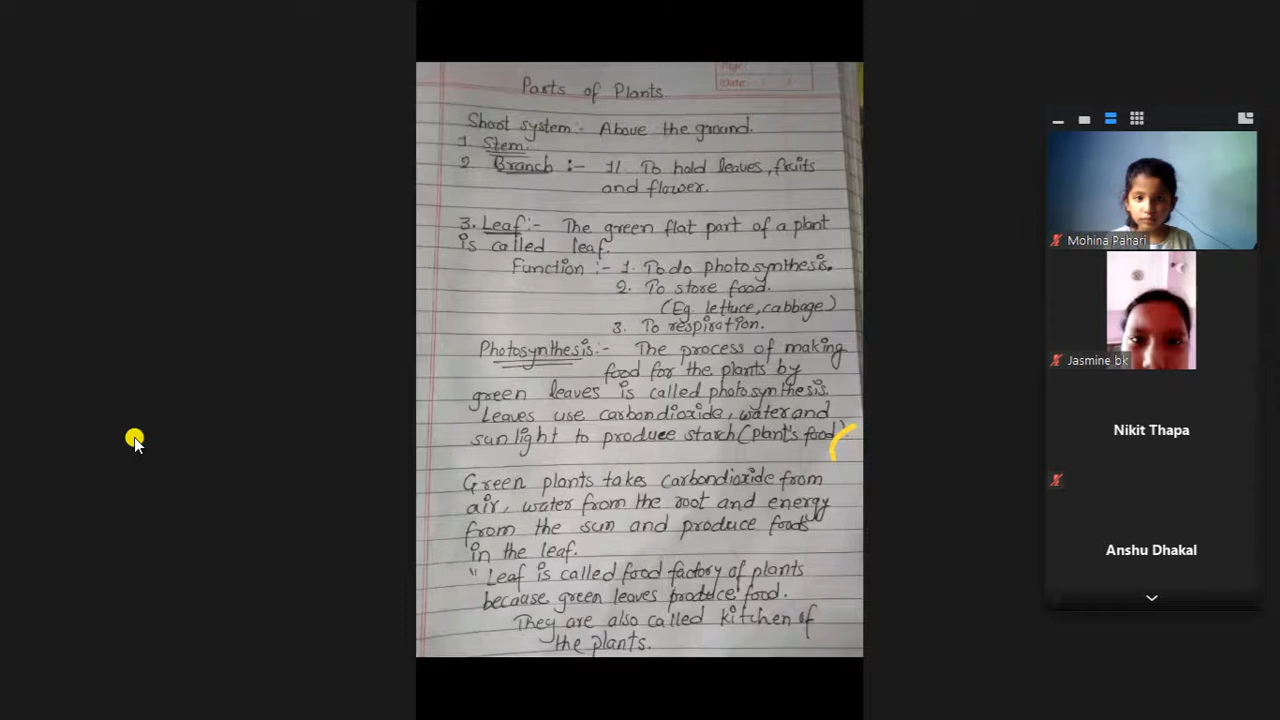 Page:
Date:
Parts of Plants.
Shoot system:- Above the ground.
1 Stem.
2 Branch :- 1/. To hold leaves, fruits
and flower.
3. Leaf:- The green flat part of a plant
is called leaf.
Function :- 1. To do photosynthesis.
2. To store food.
(Eg. lettuce, cabbage)
3. To respiration.
Photosynthesis:- The process of making
food for the plants by
green leaves is called photosynthesis.
Leaves use carbondioxide, water and
sunlight to produce starch (plant's food)
Green plants takes carbondioxide from
air, water from the root and energy
from the sun and produce foods
in the leaf.
" Leaf is called food factory of plants
because green leaves produce food.
They are also called kitchen of
the plants.
Mohina Pahari
Jasmine bk
Nikit Thapa
Anshu Dhakal